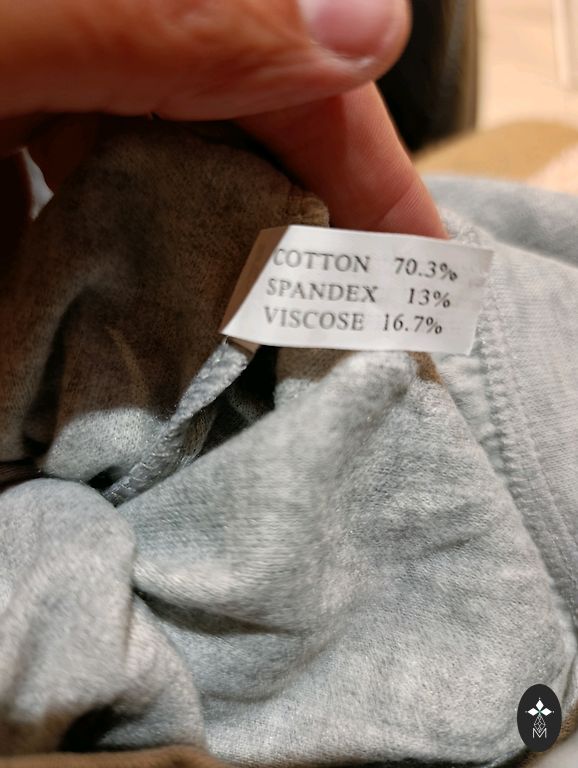 COTTON 70.3%
SPANDEX 13%
VISCOSE 16.7%
M